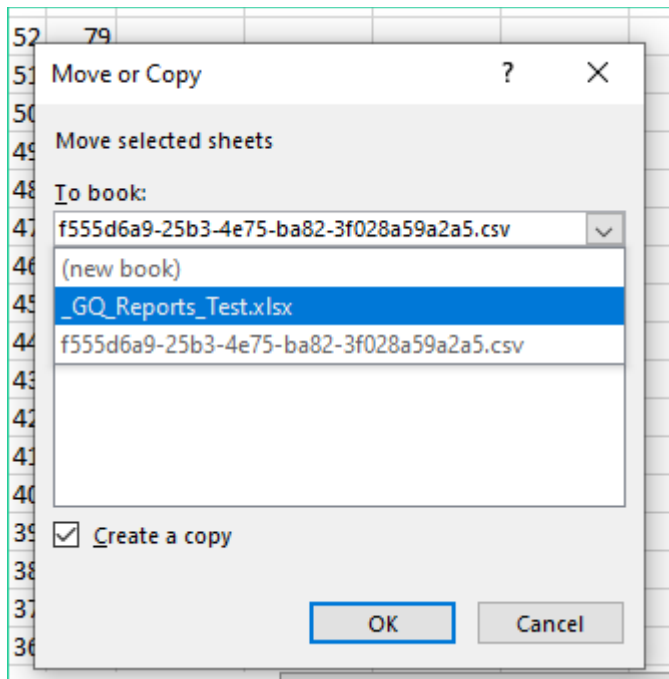 52 79
51
Move or Copy ? X
50
Move selected sheets
49
48
To book:
47
f555d6a9-25b3-4e75-ba82-3f028a59a2a5.csv
46
(new book)
45
_GQ_Reports_Test.xlsx
44
f555d6a9-25b3-4e75-ba82-3f028a59a2a5.csv
43
42
41
40
39
Create a copy
38
37
OK Cancel
36